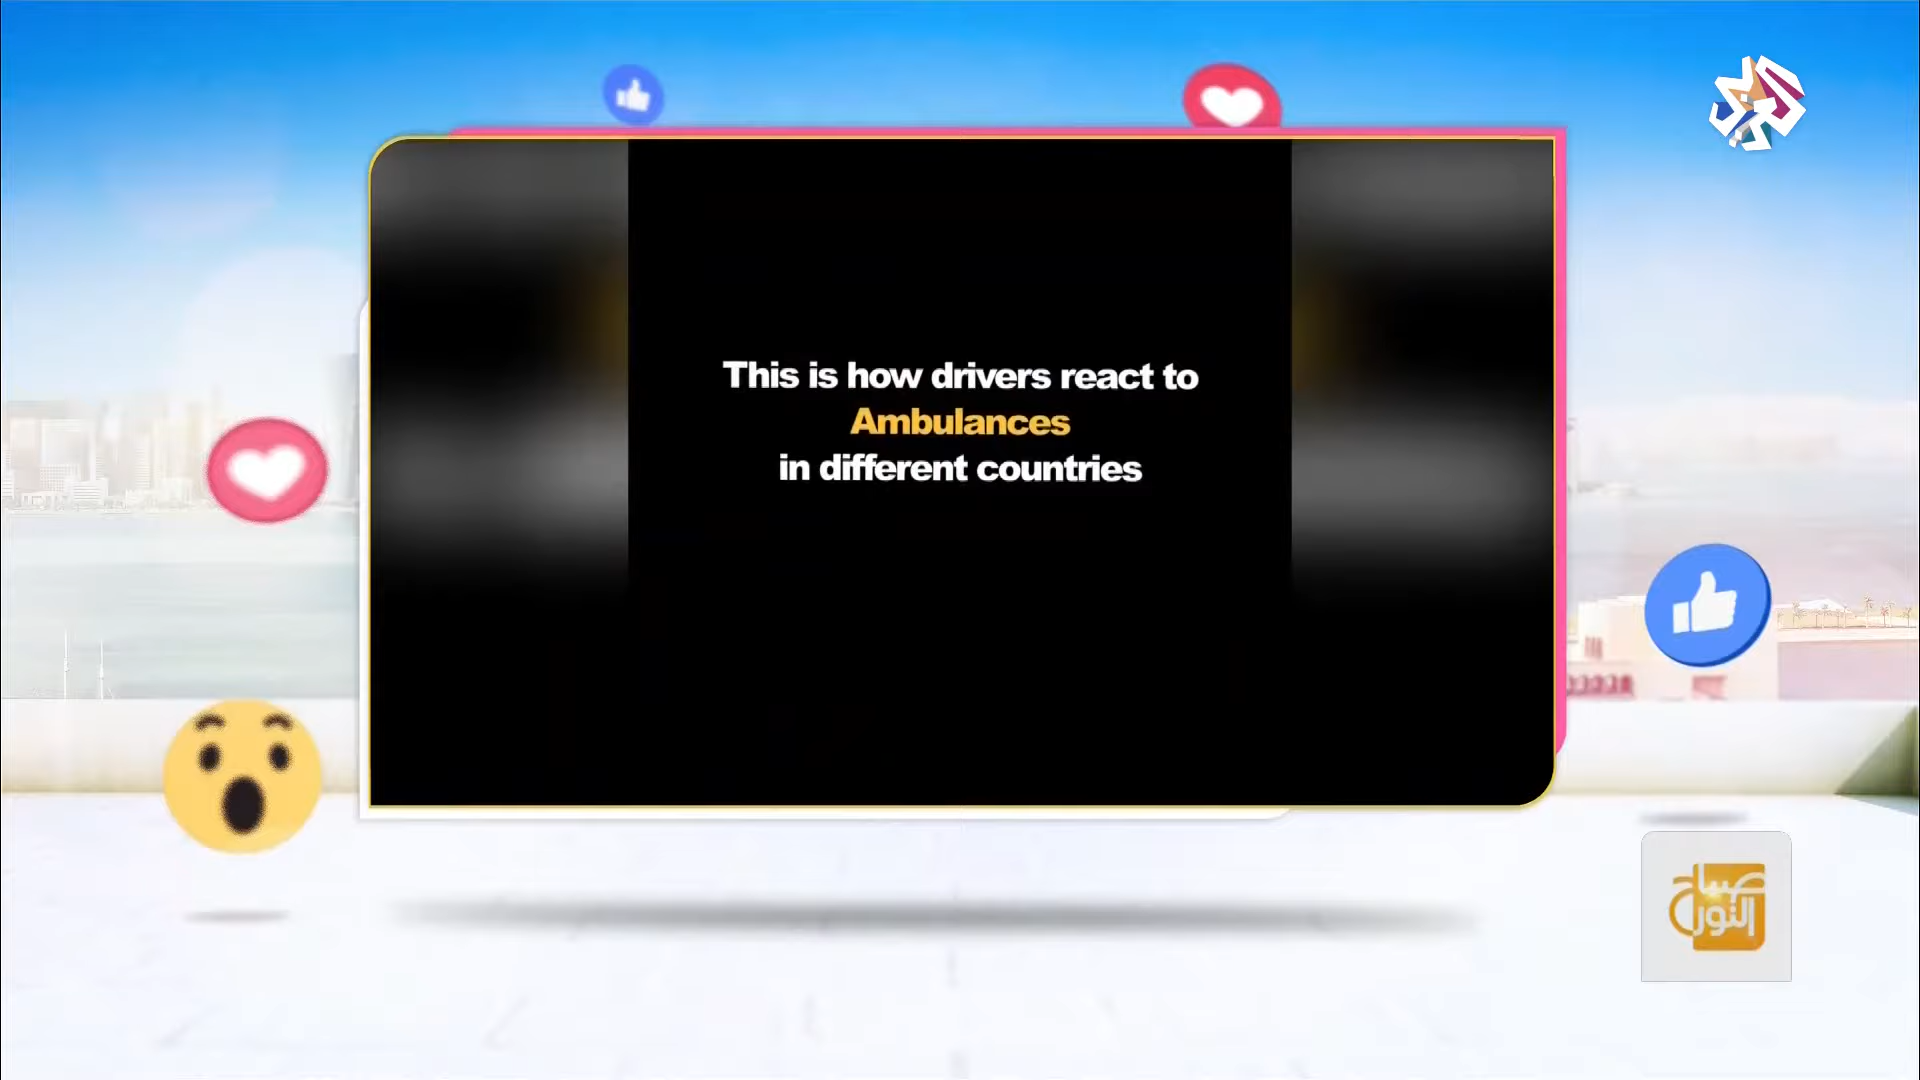 This is how drivers react to
Ambulances
in different countries
صباح
النور